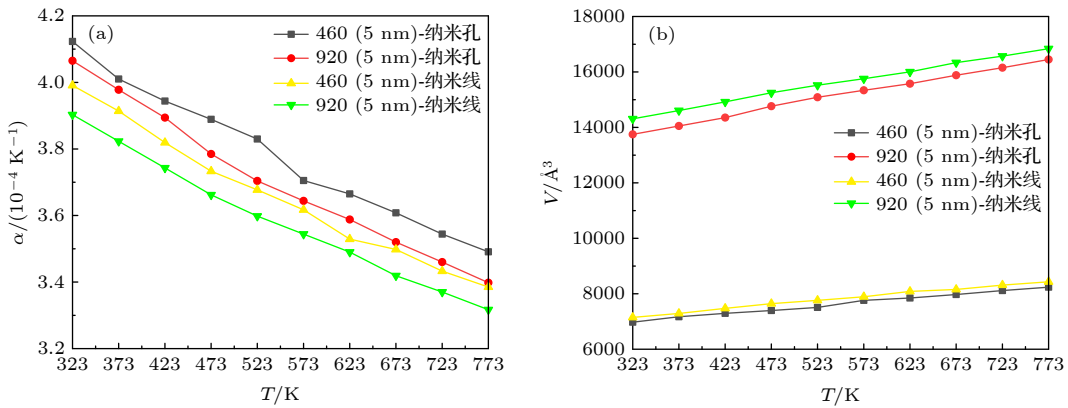 (a)
460 (5 nm)-纳米孔
920 (5 nm)-纳米孔
460 (5 nm)-纳米线
920 (5 nm)-纳米线
α/(10⁻⁴ K⁻¹)
4.2
4.0
3.8
3.6
3.4
3.2
323 373 423 473 523 573 623 673 723 773
T/K
(b)
460 (5 nm)-纳米孔
920 (5 nm)-纳米孔
460 (5 nm)-纳米线
920 (5 nm)-纳米线
V/Å³
18000
16000
14000
12000
10000
8000
6000
323 373 423 473 523 573 623 673 723 773
T/K